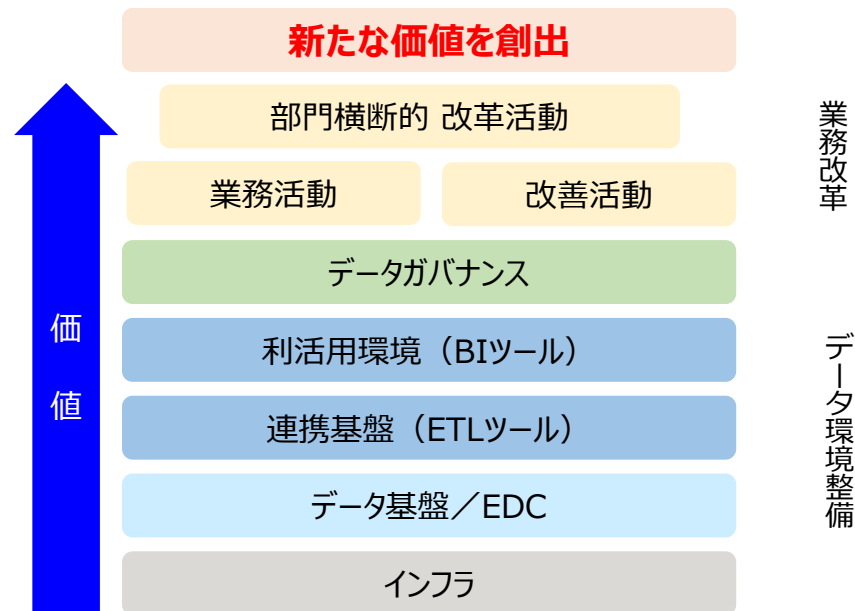 新たな価値を創出
部門横断的 改革活動
業務活動
改善活動
データガバナンス
利活用環境（BIツール）
連携基盤（ETLツール）
データ基盤／EDC
インフラ
価値
業務改革
データ環境整備